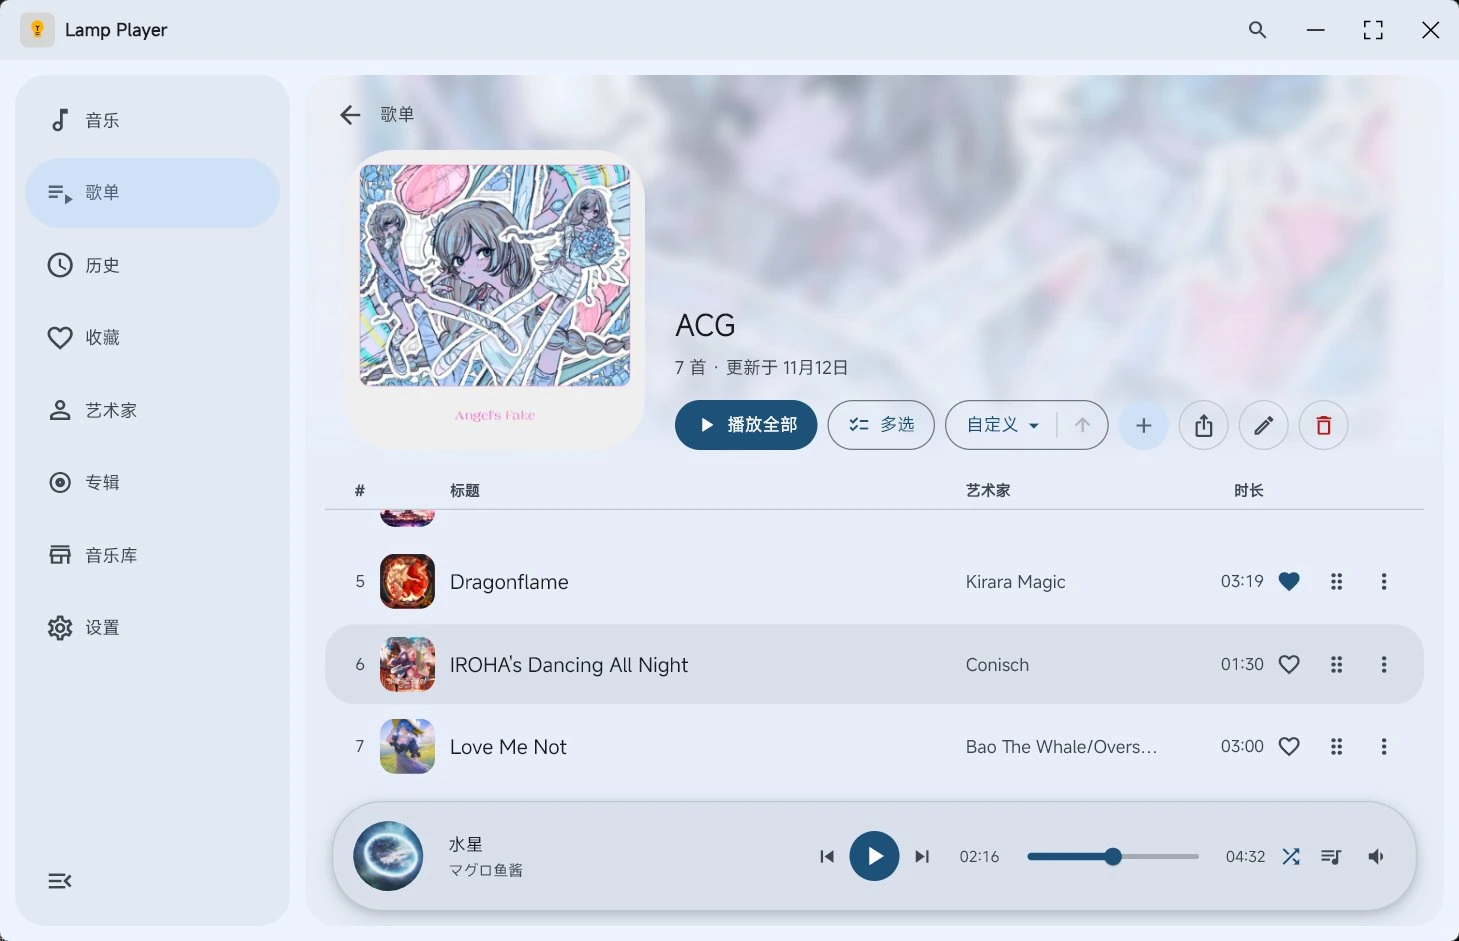 Lamp Player
音乐
歌单
历史
收藏
艺术家
专辑
音乐库
设置
歌单
Angel's Fake
ACG
7 首 · 更新于 11月12日
播放全部 多选 自定义
# 标题 艺术家 时长
5 Dragonflame Kirara Magic 03:19
6 IROHA's Dancing All Night Conisch 01:30
7 Love Me Not Bao The Whale/Overs... 03:00
水星
マグロ鱼酱
02:16 04:32